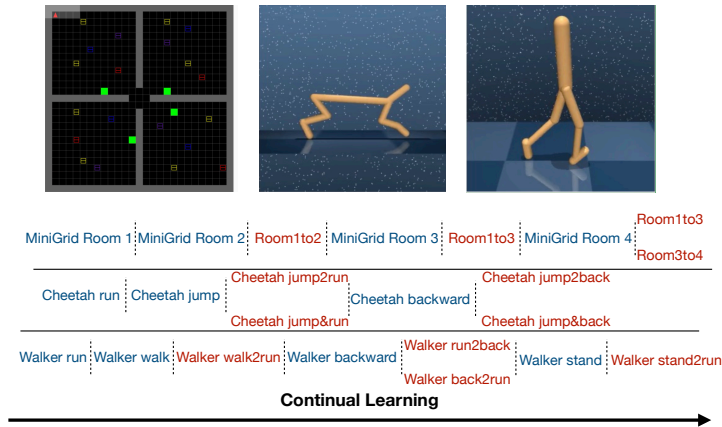 MiniGrid Room 1
MiniGrid Room 2
Room1to2
MiniGrid Room 3
Room1to3
MiniGrid Room 4
Room1to3
Room3to4
Cheetah run
Cheetah jump
Cheetah jump2run
Cheetah jump&run
Cheetah backward
Cheetah jump2back
Cheetah jump&back
Walker run
Walker walk
Walker walk2run
Walker backward
Walker run2back
Walker back2run
Walker stand
Walker stand2run
Continual Learning